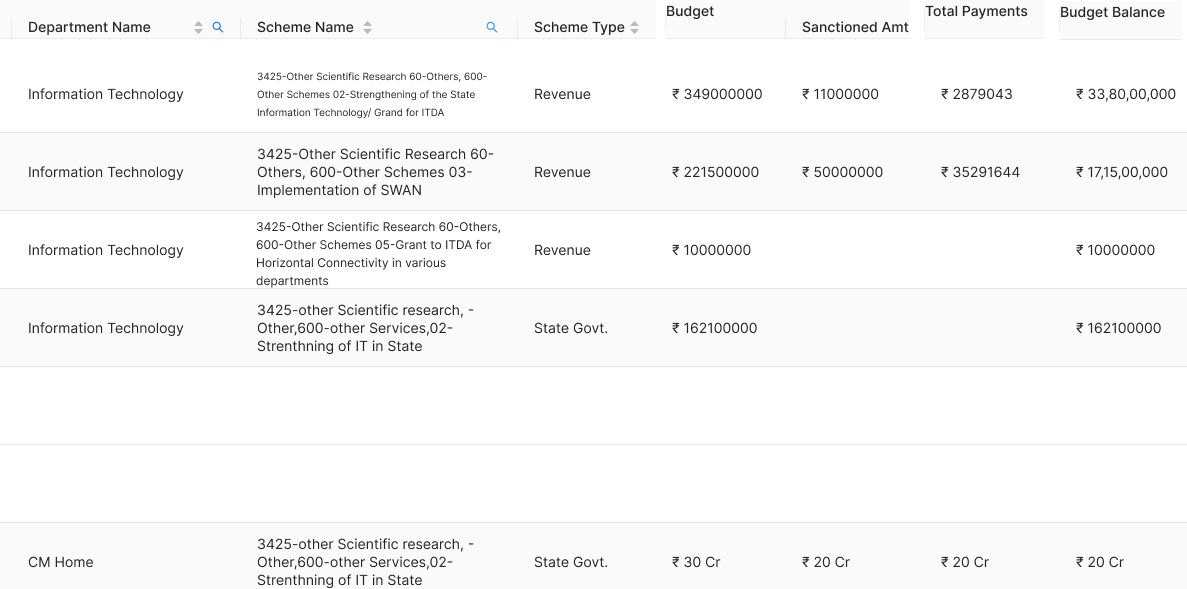 Department Name Scheme Name Scheme Type Budget Sanctioned Amt Total Payments Budget Balance
3425-Other Scientific Research 60-Others, 600-
Information Technology Other Schemes 02-Strengthening of the State Revenue ₹ 349000000 ₹ 11000000 ₹ 2879043 ₹ 33,80,00,000
Information Technology/ Grand for ITDA
3425-Other Scientific Research 60-
Information Technology Others, 600-Other Schemes 03- Revenue ₹ 221500000 ₹ 50000000 ₹ 35291644 ₹ 17,15,00,000
Implementation of SWAN
3425-Other Scientific Research 60-Others,
600-Other Schemes 05-Grant to ITDA for
Information Technology Revenue ₹ 10000000 ₹ 10000000
Horizontal Connectivity in various
departments
3425-other Scientific research, -
Information Technology Other,600-other Services,02- State Govt. ₹ 162100000 ₹ 162100000
Strenthning of IT in State
3425-other Scientific research, -
CM Home Other,600-other Services,02- State Govt. ₹ 30 Cr ₹ 20 Cr ₹ 20 Cr ₹ 20 Cr
Strenthning of IT in State